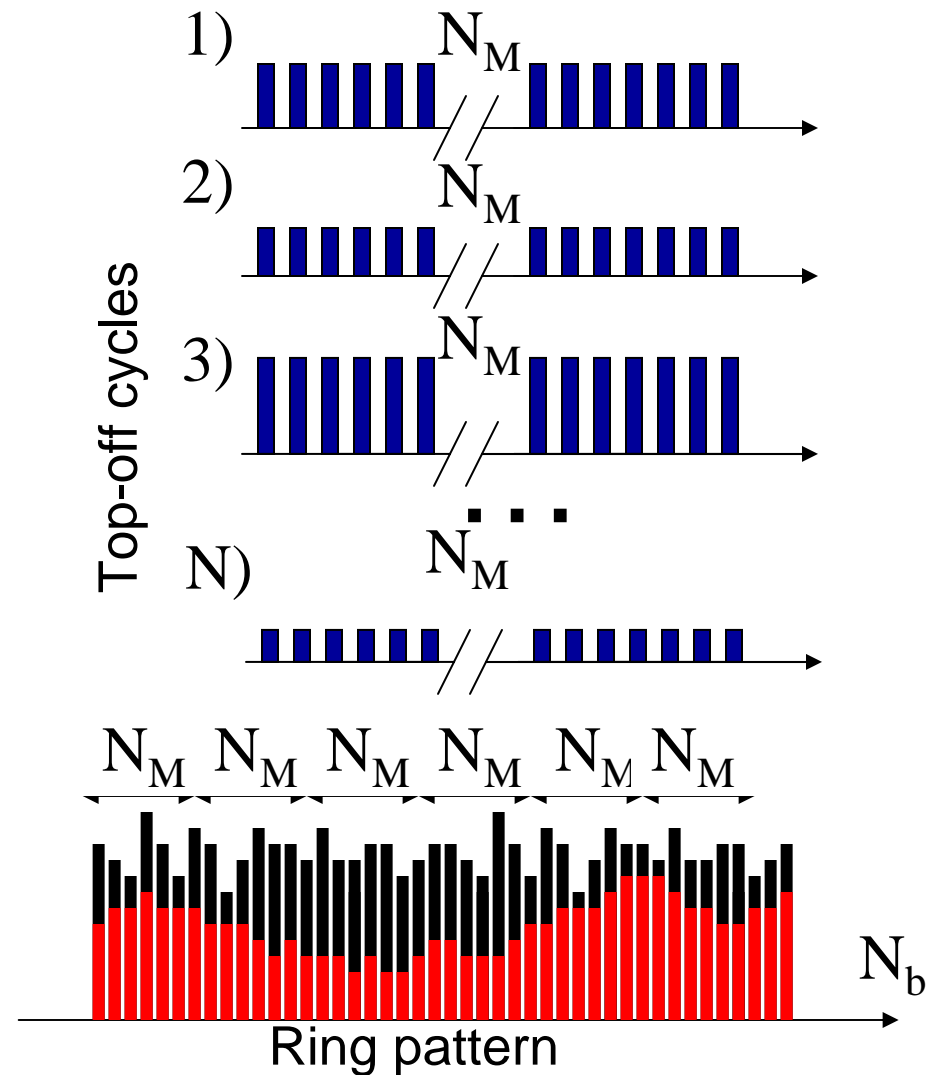 1) N_M
2) N_M
3) N_M
Top-off cycles
...
N) N_M
N_M N_M N_M N_M N_M N_M
N_b
Ring pattern